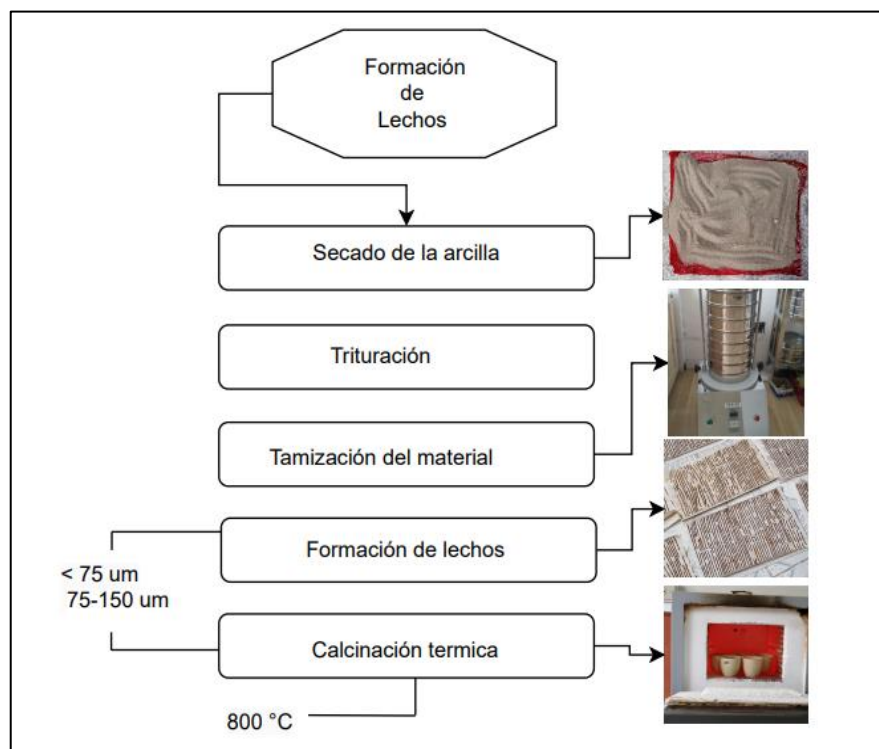 Formación
de
Lechos
Secado de la arcilla
Trituración
Tamización del material
Formación de lechos
< 75 um
75-150 um
Calcinación termica
800 °C